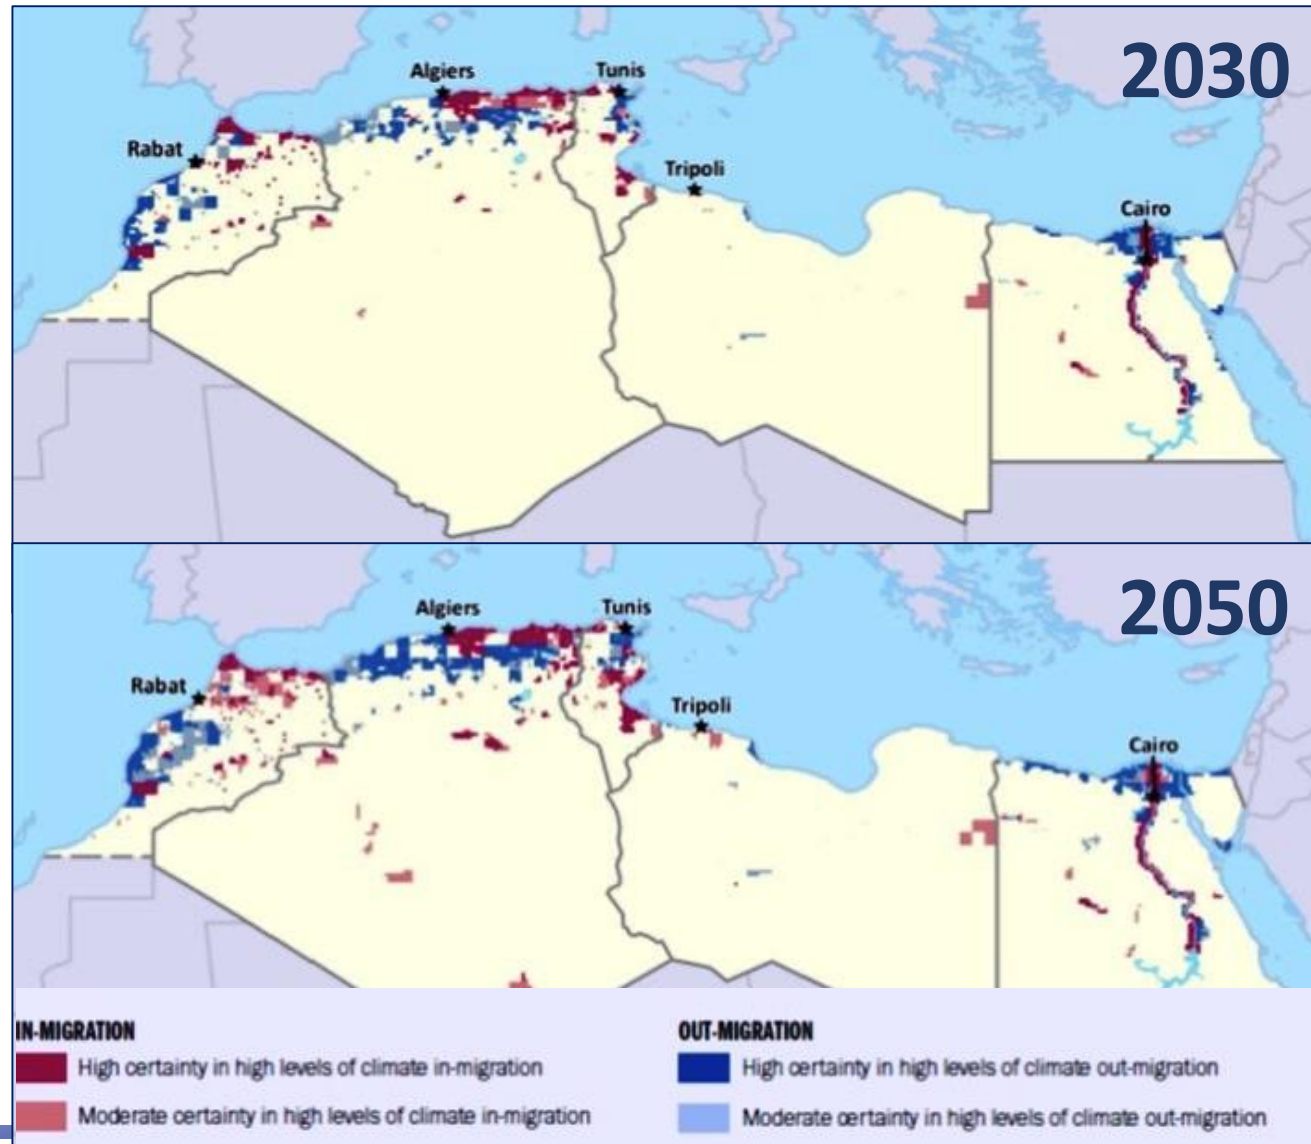 2030
Algiers
Tunis
Rabat
Tripoli
Cairo
2050
Algiers
Tunis
Rabat
Tripoli
Cairo
IN-MIGRATION
High certainty in high levels of climate in-migration
Moderate certainty in high levels of climate in-migration
OUT-MIGRATION
High certainty in high levels of climate out-migration
Moderate certainty in high levels of climate out-migration